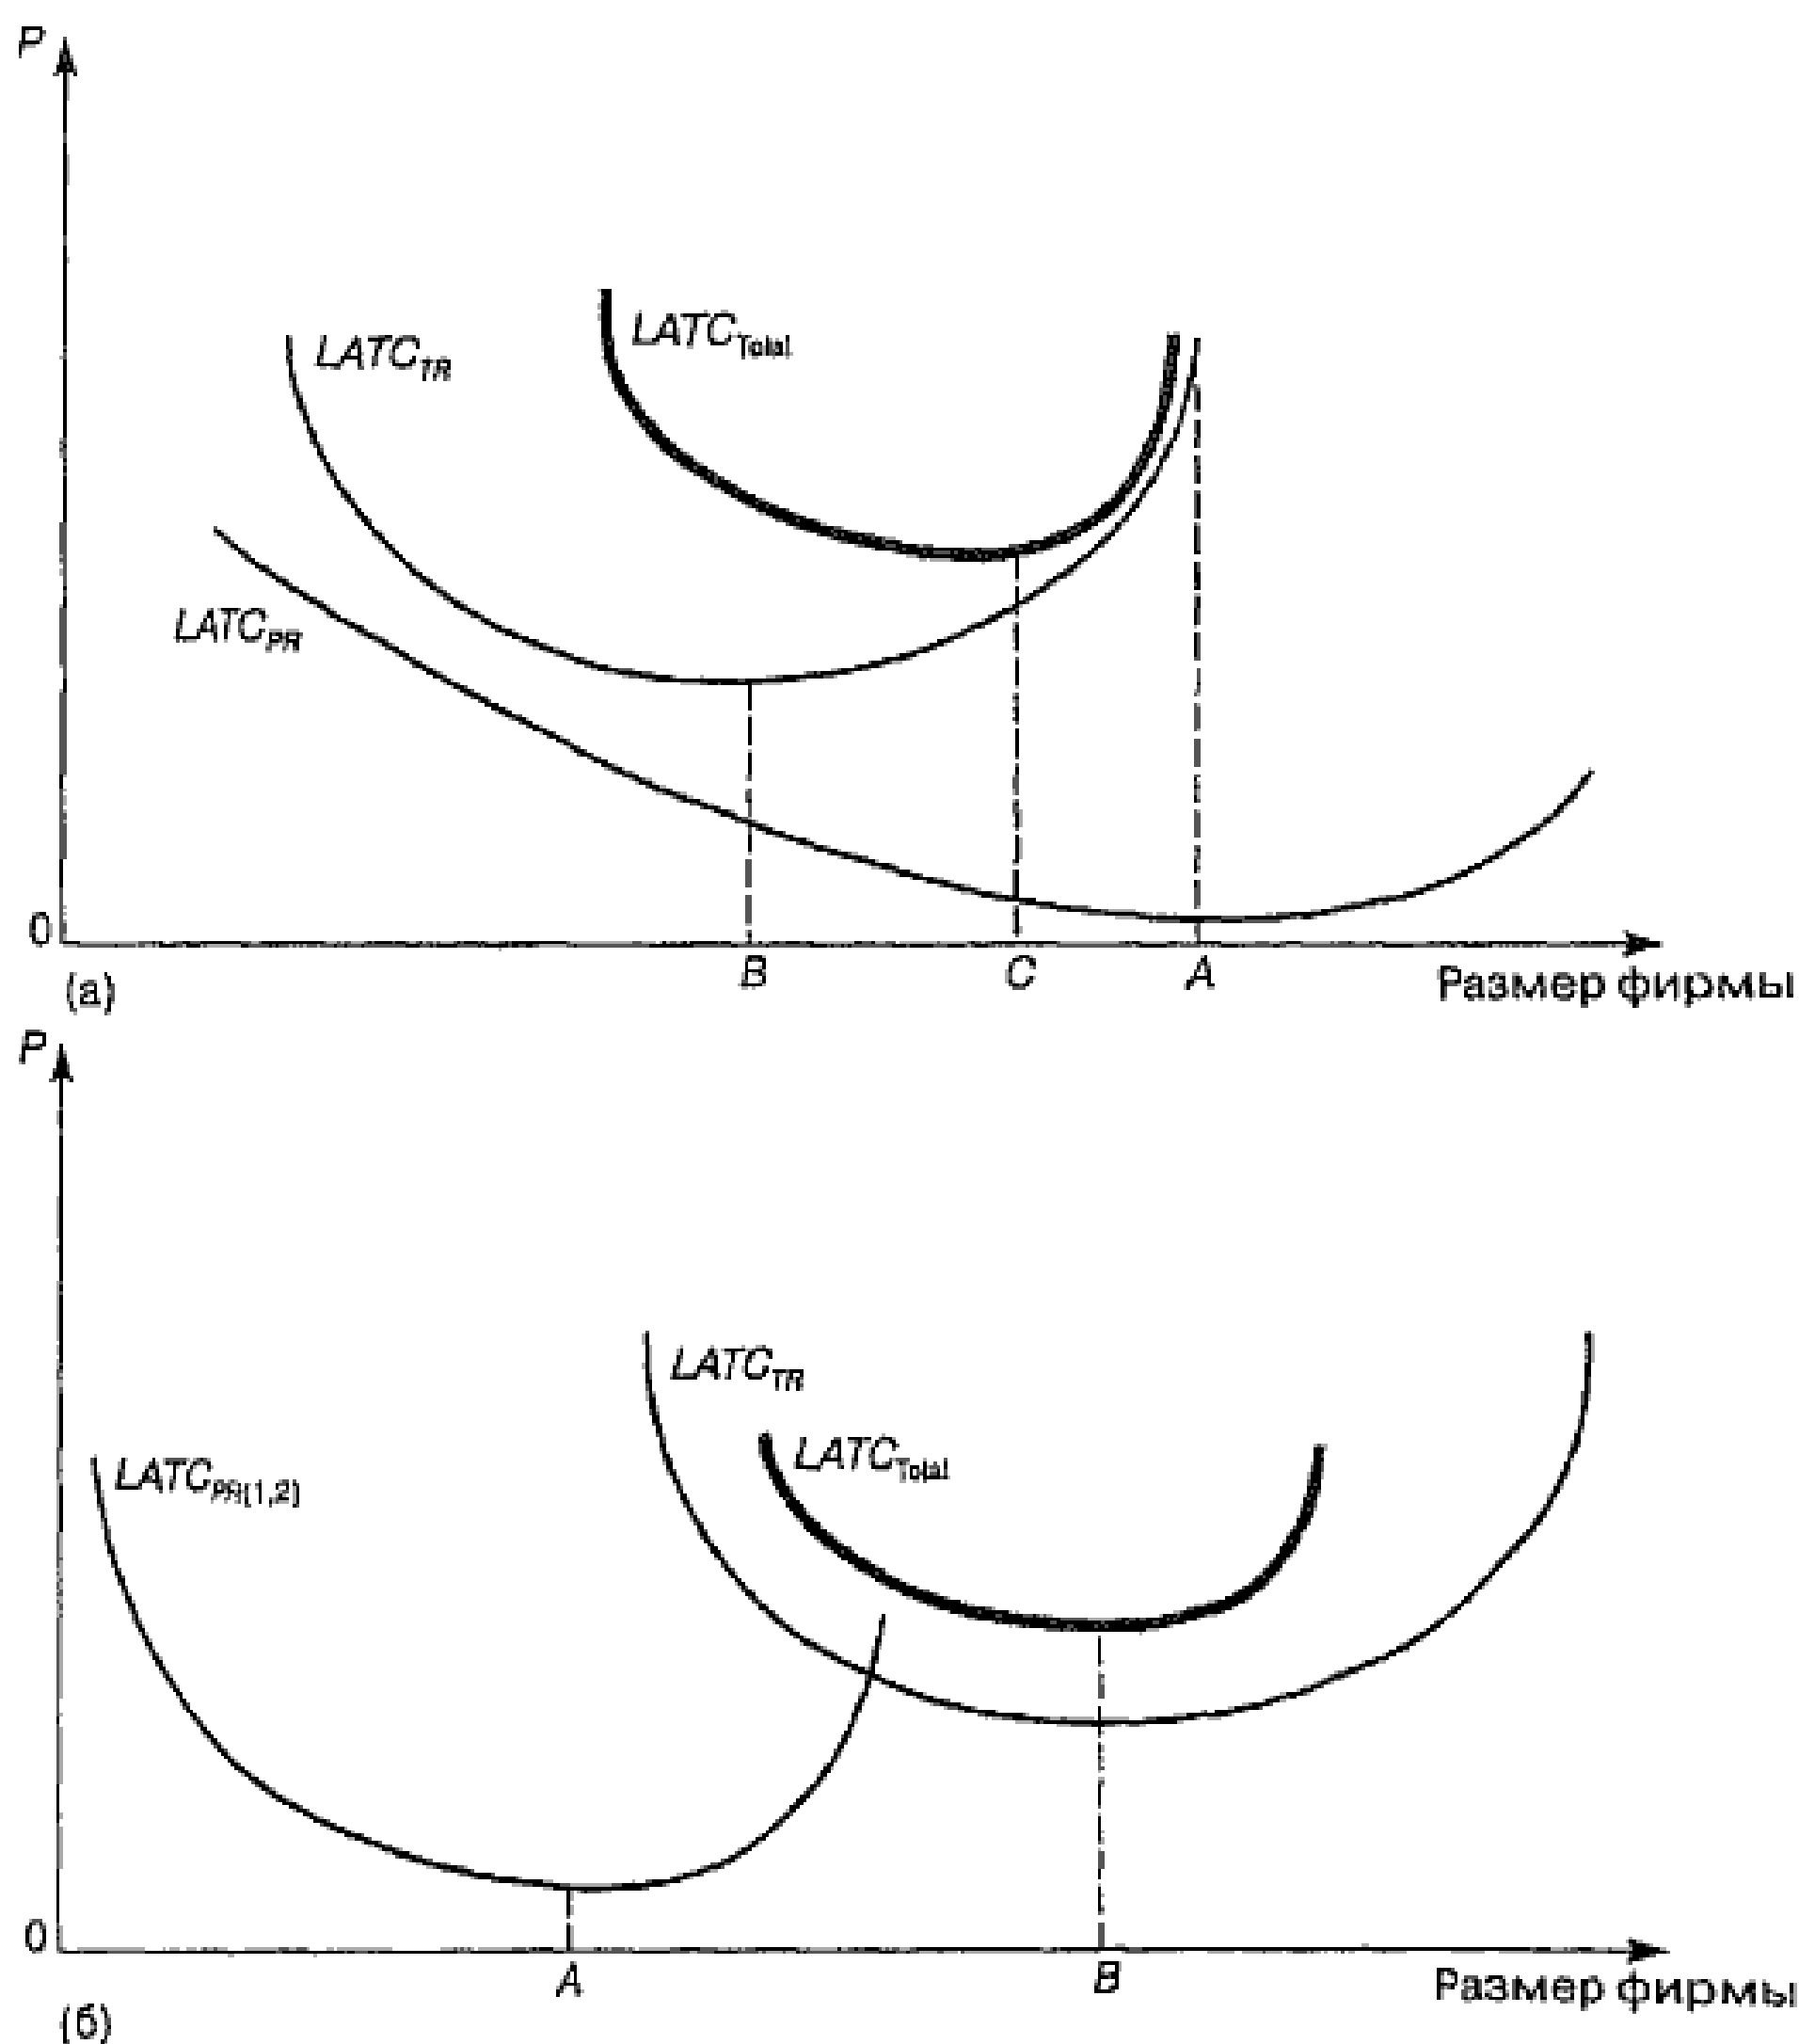 P
LATC_TR
LATC_Total
LATC_PR
0
B C A
Размер фирмы
(а)
P
LATC_TR
LATC_Total
LATC_PR(1,2)
0
A B
Размер фирмы
(б)